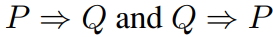 P ⇒ Q and Q ⇒ P